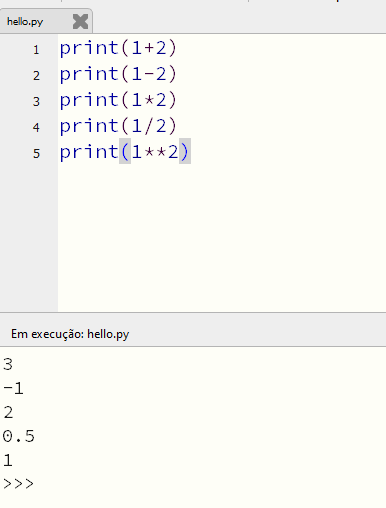 hello.py
1 print(1+2)
2 print(1-2)
3 print(1*2)
4 print(1/2)
5 print(1**2)
Em execução: hello.py
3
-1
2
0.5
1
>>>